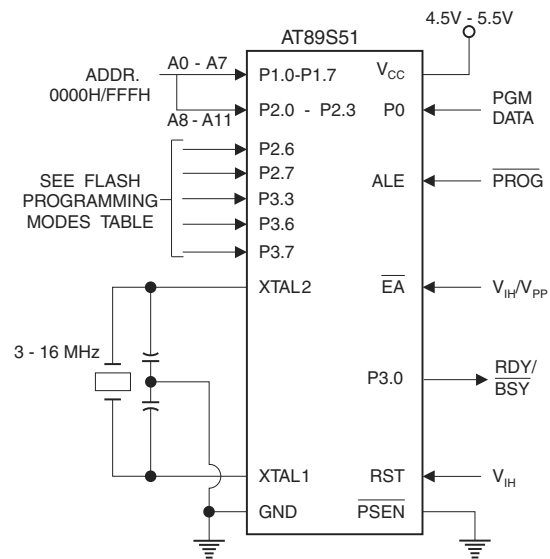 4.5V - 5.5V
AT89S51
A0 - A7
ADDR.
0000H/FFFH
P1.0-P1.7
VCC
A8 - A11
P2.0 - P2.3
P0
PGM
DATA
P2.6
P2.7
SEE FLASH
PROGRAMMING
MODES TABLE
P3.3
ALE
PROG
P3.6
P3.7
XTAL2
EA
VIH/VPP
3 - 16 MHz
P3.0
RDY/
BSY
XTAL1
RST
VIH
GND
PSEN